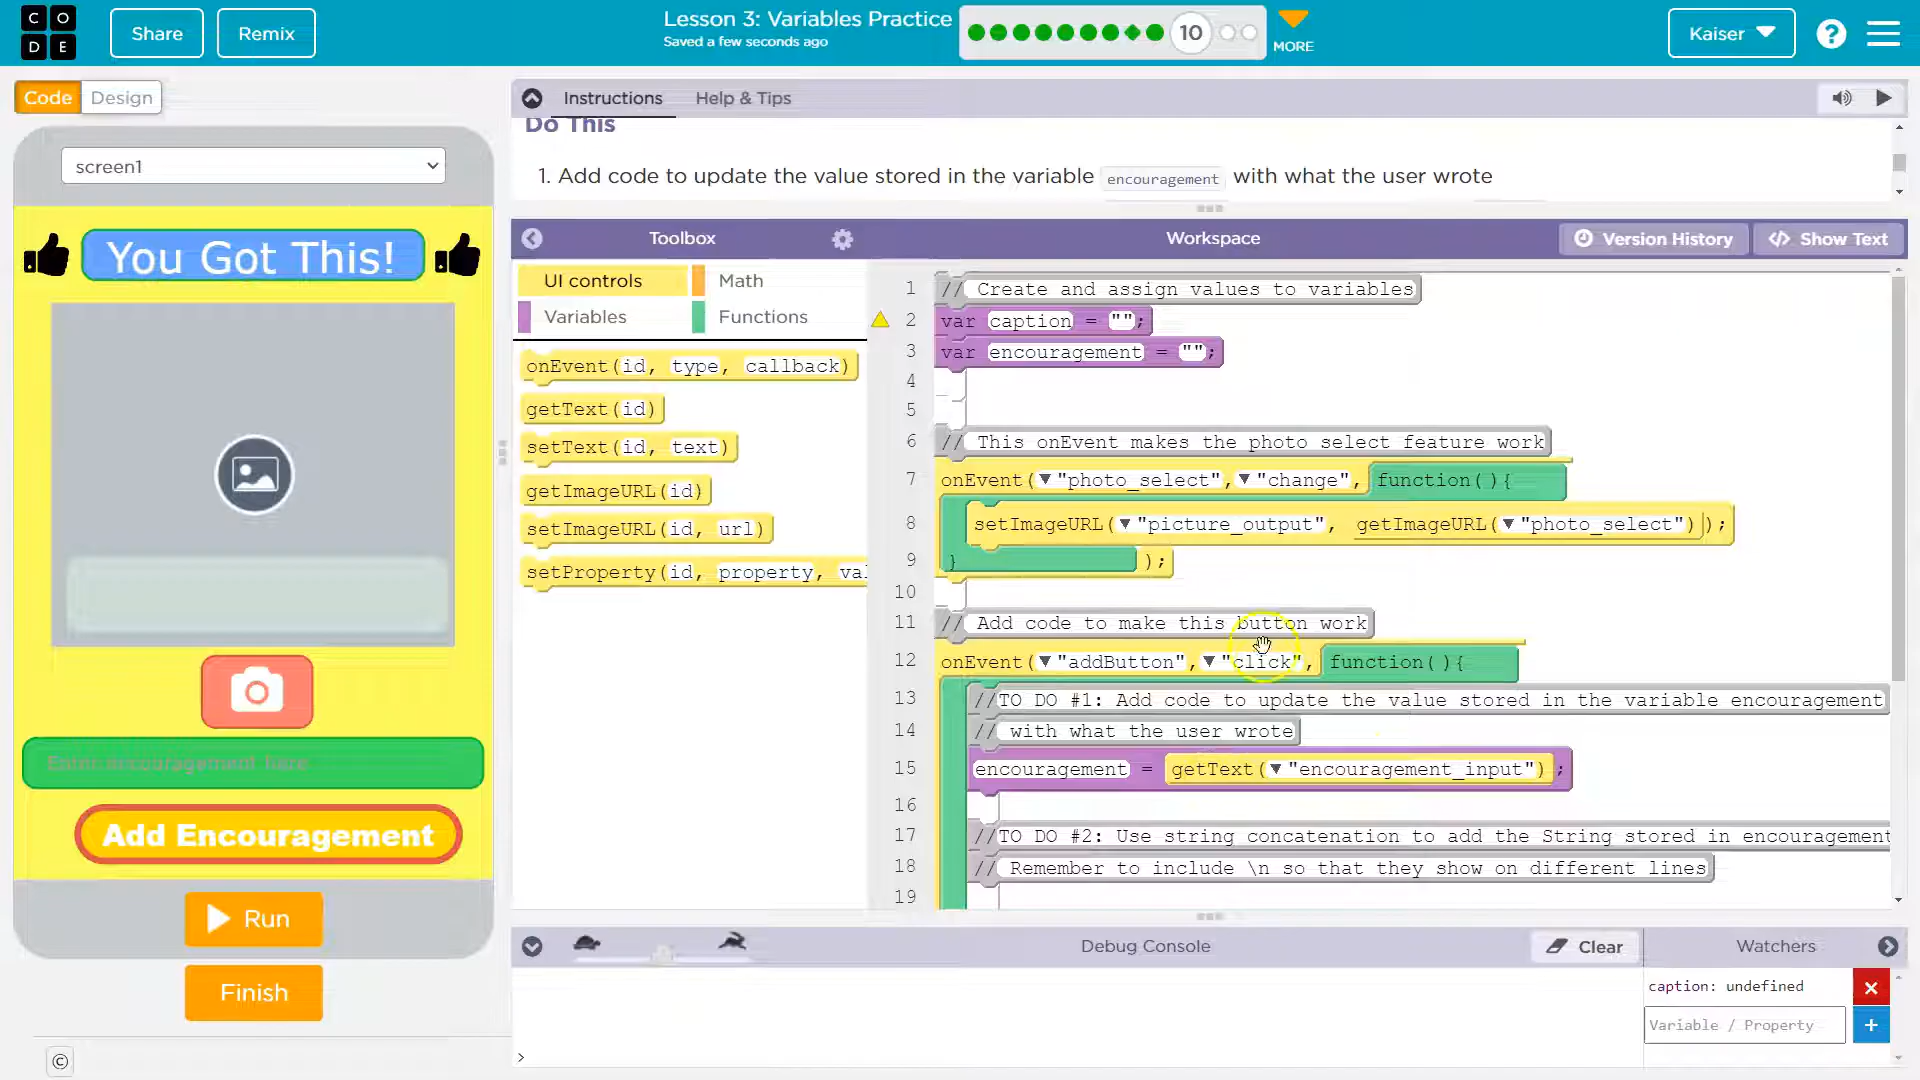 CO
DE
Share
Remix
Lesson 3: Variables Practice
Saved a few seconds ago
10
MORE
Kaiser
?
Code
Design
Instructions
Help & Tips
Do This
1. Add code to update the value stored in the variable encouragement with what the user wrote
screen1
Toolbox
Workspace
Version History
</> Show Text
You Got This!
UI controls
Math
Variables
Functions
onEvent(id, type, callback)
getText(id)
setText(id, text)
getImageURL(id)
setImageURL(id, url)
setProperty(id, property, val
1 // Create and assign values to variables
2 var caption = "";
3 var encouragement = "";
4
5
6 // This onEvent makes the photo select feature work
7 onEvent(▼"photo_select",▼"change", function( ){
8 setImageURL(▼"picture_output", getImageURL(▼"photo_select"));
9 } );
10
11 // Add code to make this button work
12 onEvent(▼"addButton",▼"click", function( ){
13 //TO DO #1: Add code to update the value stored in the variable encouragement
14 // with what the user wrote
15 encouragement = getText(▼"encouragement_input");
16
17 //TO DO #2: Use string concatenation to add the String stored in encouragement
18 // Remember to include \n so that they show on different lines
19
Enter encouragement here
Add Encouragement
Run
Finish
©
Debug Console
Clear
Watchers
caption: undefined
Variable / Property
>